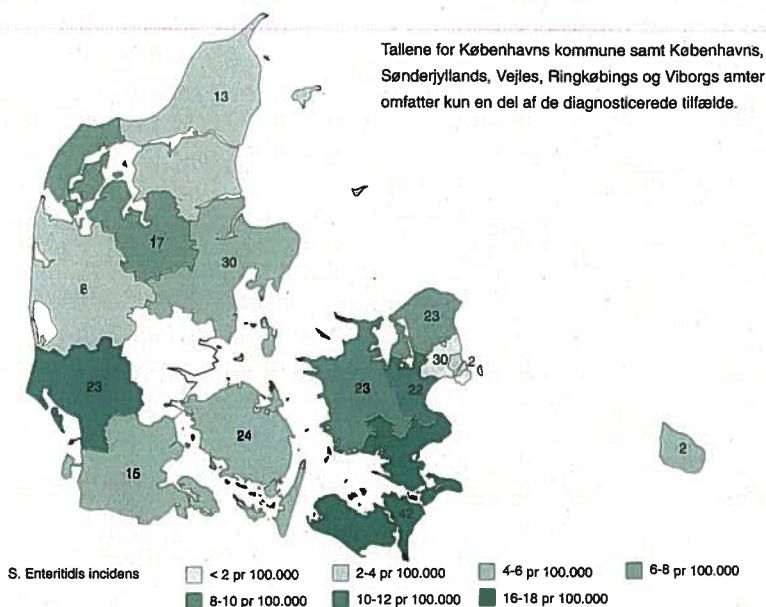 Tallene for Københavns kommune samt Københavns,
Sønderjyllands, Vejles, Ringkøbings og Viborgs amter
omfatter kun en del af de diagnosticerede tilfælde.
13
17
30
8
23
30
2
23
23
22
24
2
15
42
S. Enteritidis incidens
< 2 pr 100.000
2-4 pr 100.000
4-6 pr 100.000
6-8 pr 100.000
8-10 pr 100.000
10-12 pr 100.000
16-18 pr 100.000